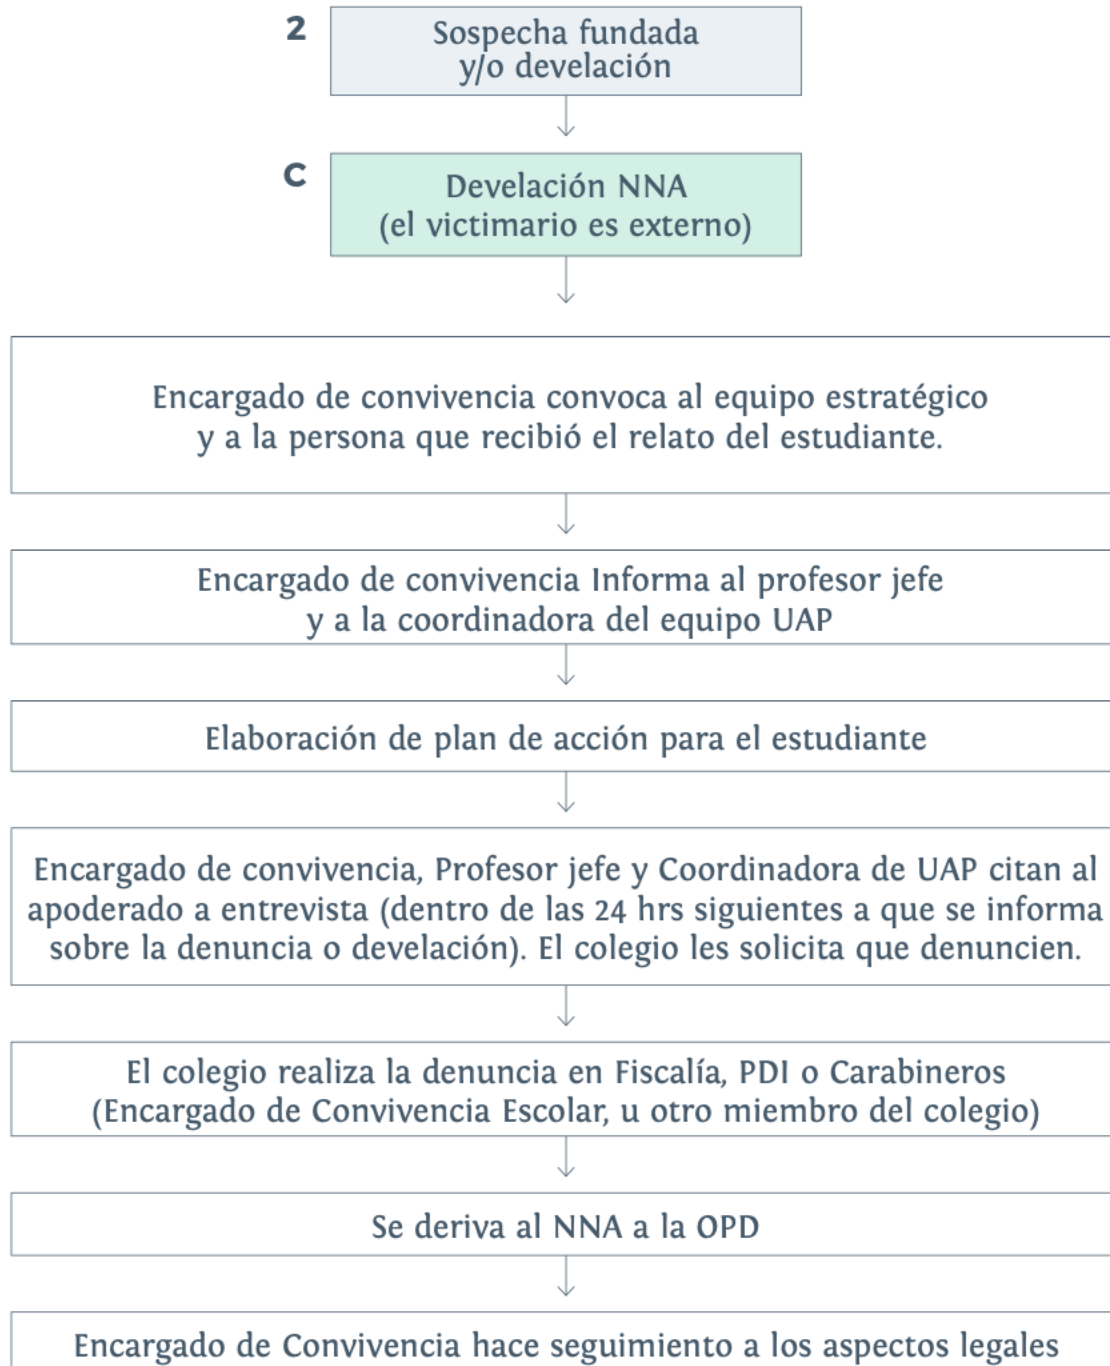 2
Sospecha fundada
y/o develación
C
Develación NNA
(el victimario es externo)
Encargado de convivencia convoca al equipo estratégico
y a la persona que recibió el relato del estudiante.
Encargado de convivencia Informa al profesor jefe
y a la coordinadora del equipo UAP
Elaboración de plan de acción para el estudiante
Encargado de convivencia, Profesor jefe y Coordinadora de UAP citan al
apoderado a entrevista (dentro de las 24 hrs siguientes a que se informa
sobre la denuncia o develación). El colegio les solicita que denuncien.
El colegio realiza la denuncia en Fiscalía, PDI o Carabineros
(Encargado de Convivencia Escolar, u otro miembro del colegio)
Se deriva al NNA a la OPD
Encargado de Convivencia hace seguimiento a los aspectos legales